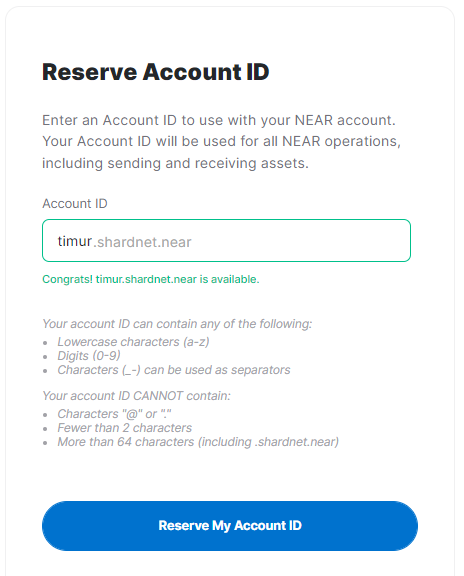 Reserve Account ID
Enter an Account ID to use with your NEAR account.
Your Account ID will be used for all NEAR operations,
including sending and receiving assets.
Account ID
timur.shardnet.near
Congrats! timur.shardnet.near is available.
Your account ID can contain any of the following:
• Lowercase characters (a-z)
• Digits (0-9)
• Characters (_-) can be used as separators
Your account ID CANNOT contain:
• Characters "@" or "."
• Fewer than 2 characters
• More than 64 characters (including .shardnet.near)
Reserve My Account ID